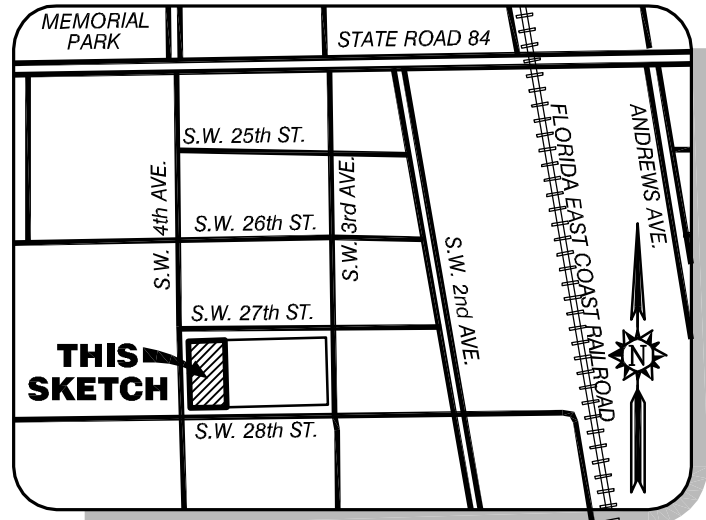 MEMORIAL
PARK
STATE ROAD 84
S.W. 25th ST.
S.W. 4th AVE.
S.W. 3rd AVE.
FLORIDA EAST COAST RAILROAD
ANDREWS AVE.
S.W. 26th ST.
S.W. 2nd AVE.
S.W. 27th ST.
THIS
SKETCH
N
S.W. 28th ST.